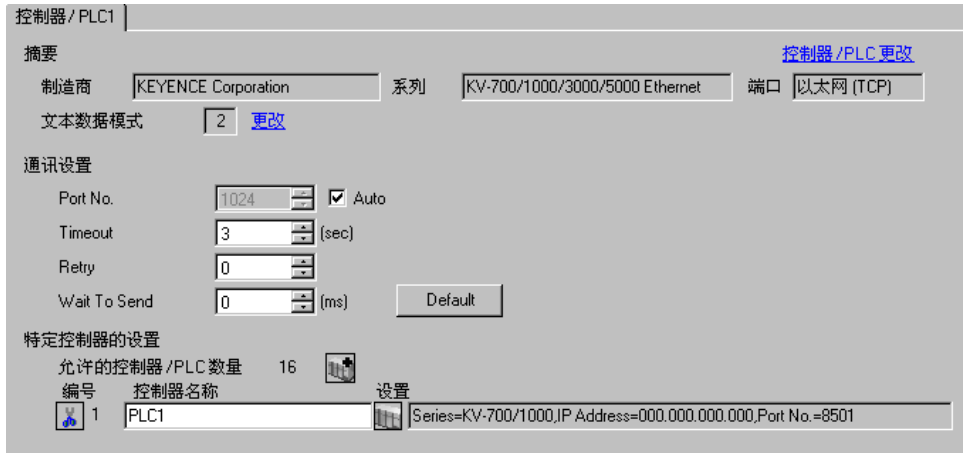 控制器/PLC1
摘要 控制器/PLC更改
制造商 KEYENCE Corporation 系列 KV-700/1000/3000/5000 Ethernet 端口 以太网 (TCP)
文本数据模式 2 更改
通讯设置
Port No. 1024 Auto
Timeout 3 (sec)
Retry 0
Wait To Send 0 (ms) Default
特定控制器的设置
允许的控制器/PLC数量 16
编号 控制器名称 设置
1 PLC1 Series=KV-700/1000,IP Address=000.000.000.000,Port No.=8501